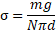 σ = mg / Nπd